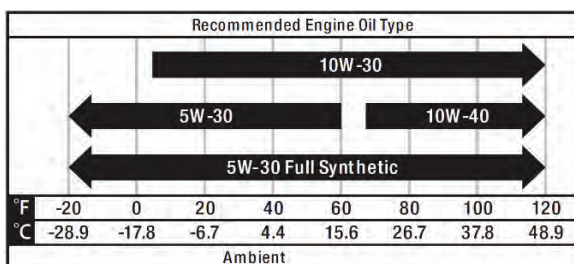 Recommended Engine Oil Type
10W-30
5W-30 10W-40
5W-30 Full Synthetic
°F -20 0 20 40 60 80 100 120
°C -28.9 -17.8 -6.7 4.4 15.6 26.7 37.8 48.9
Ambient